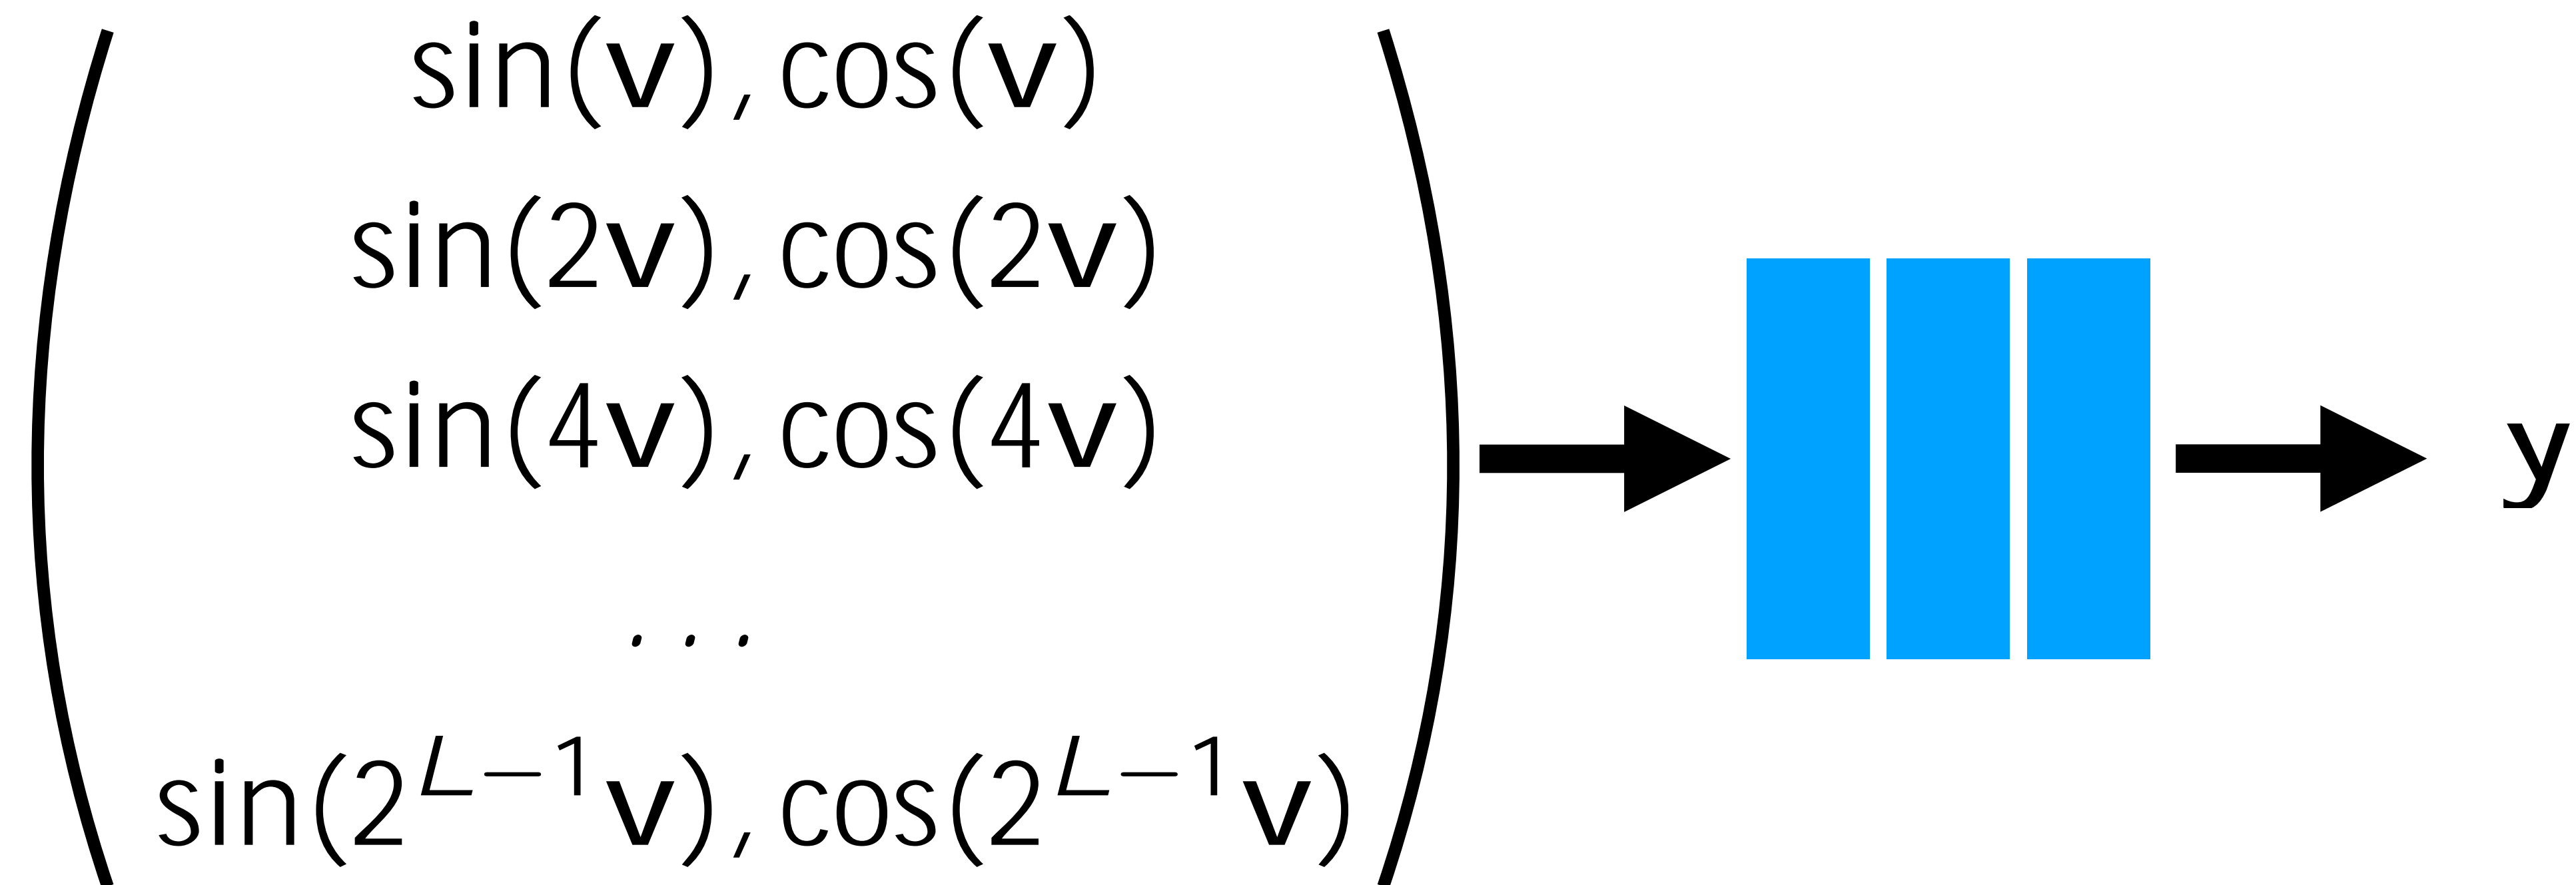 sin(v), cos(v)
sin(2v), cos(2v)
sin(4v), cos(4v)
...
sin(2^{L-1}v), cos(2^{L-1}v)
y